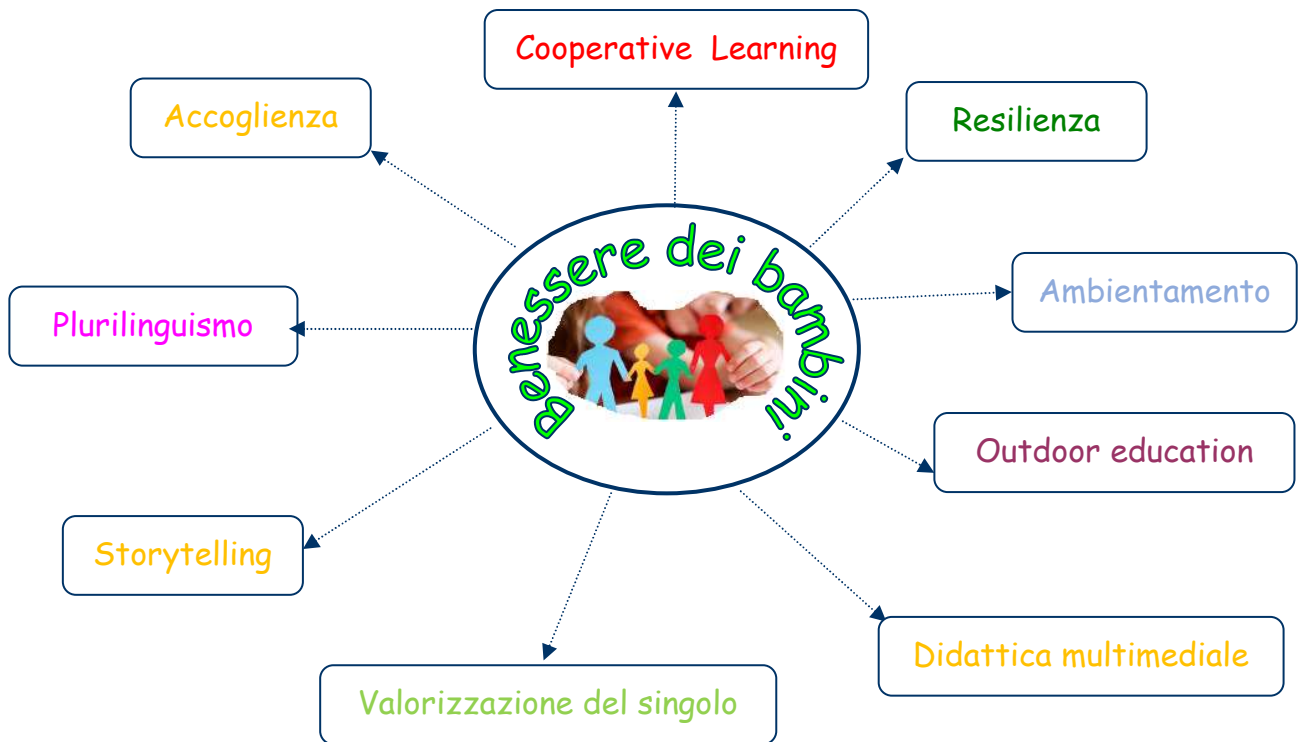 Cooperative Learning
Accoglienza
Resilienza
Benessere dei bambini
Ambientamento
Plurilinguismo
Outdoor education
Storytelling
Didattica multimediale
Valorizzazione del singolo